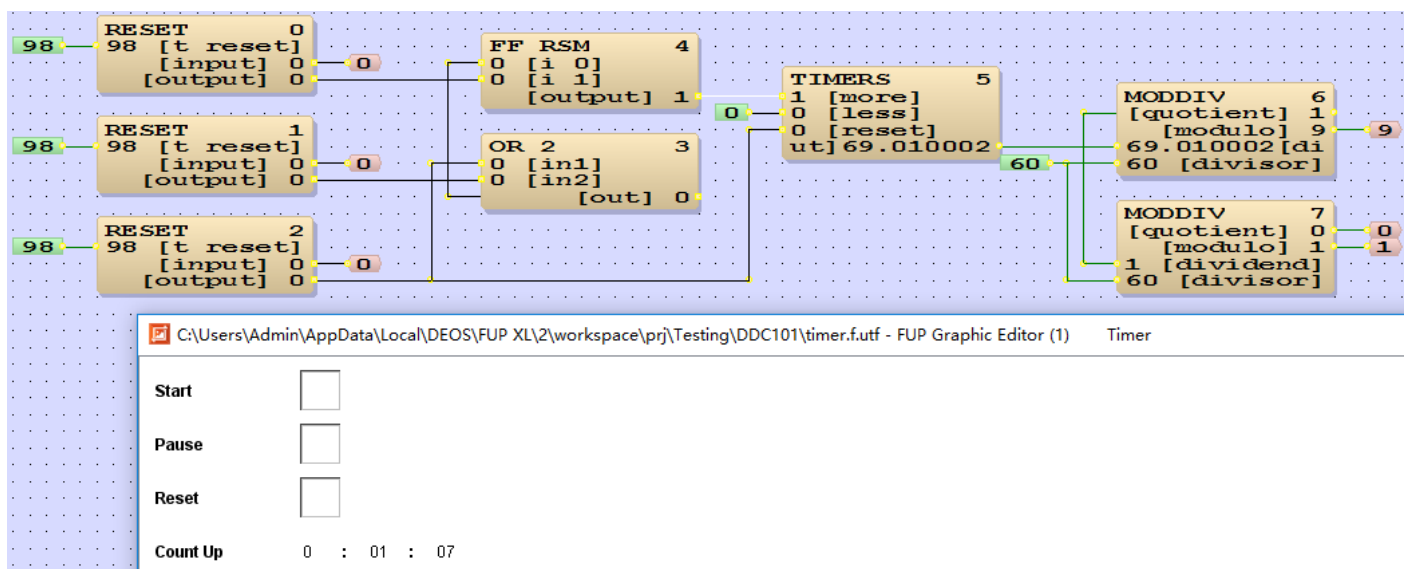 RESET 0
98 98 [t reset]
[input] 0 0
[output] 0
RESET 1
98 98 [t reset]
[input] 0 0
[output] 0
RESET 2
98 98 [t reset]
[input] 0 0
[output] 0
FF RSM 4
0 [i 0]
0 [i 1]
[output] 1
OR 2 3
0 [in1]
0 [in2]
[out] 0
TIMERS 5
1 [more]
0 0 [less]
0 [reset]
ut]69.010002
60
MODDIV 6
[quotient] 1
[modulo] 9 9
69.010002[di
60 [divisor]
MODDIV 7
[quotient] 0 0
[modulo] 1 1
1 [dividend]
60 [divisor]
C:\Users\Admin\AppData\Local\DEOS\FUP XL\2\workspace\prj\Testing\DDC101\timer.f.utf - FUP Graphic Editor (1) Timer
Start
Pause
Reset
Count Up 0 : 01 : 07